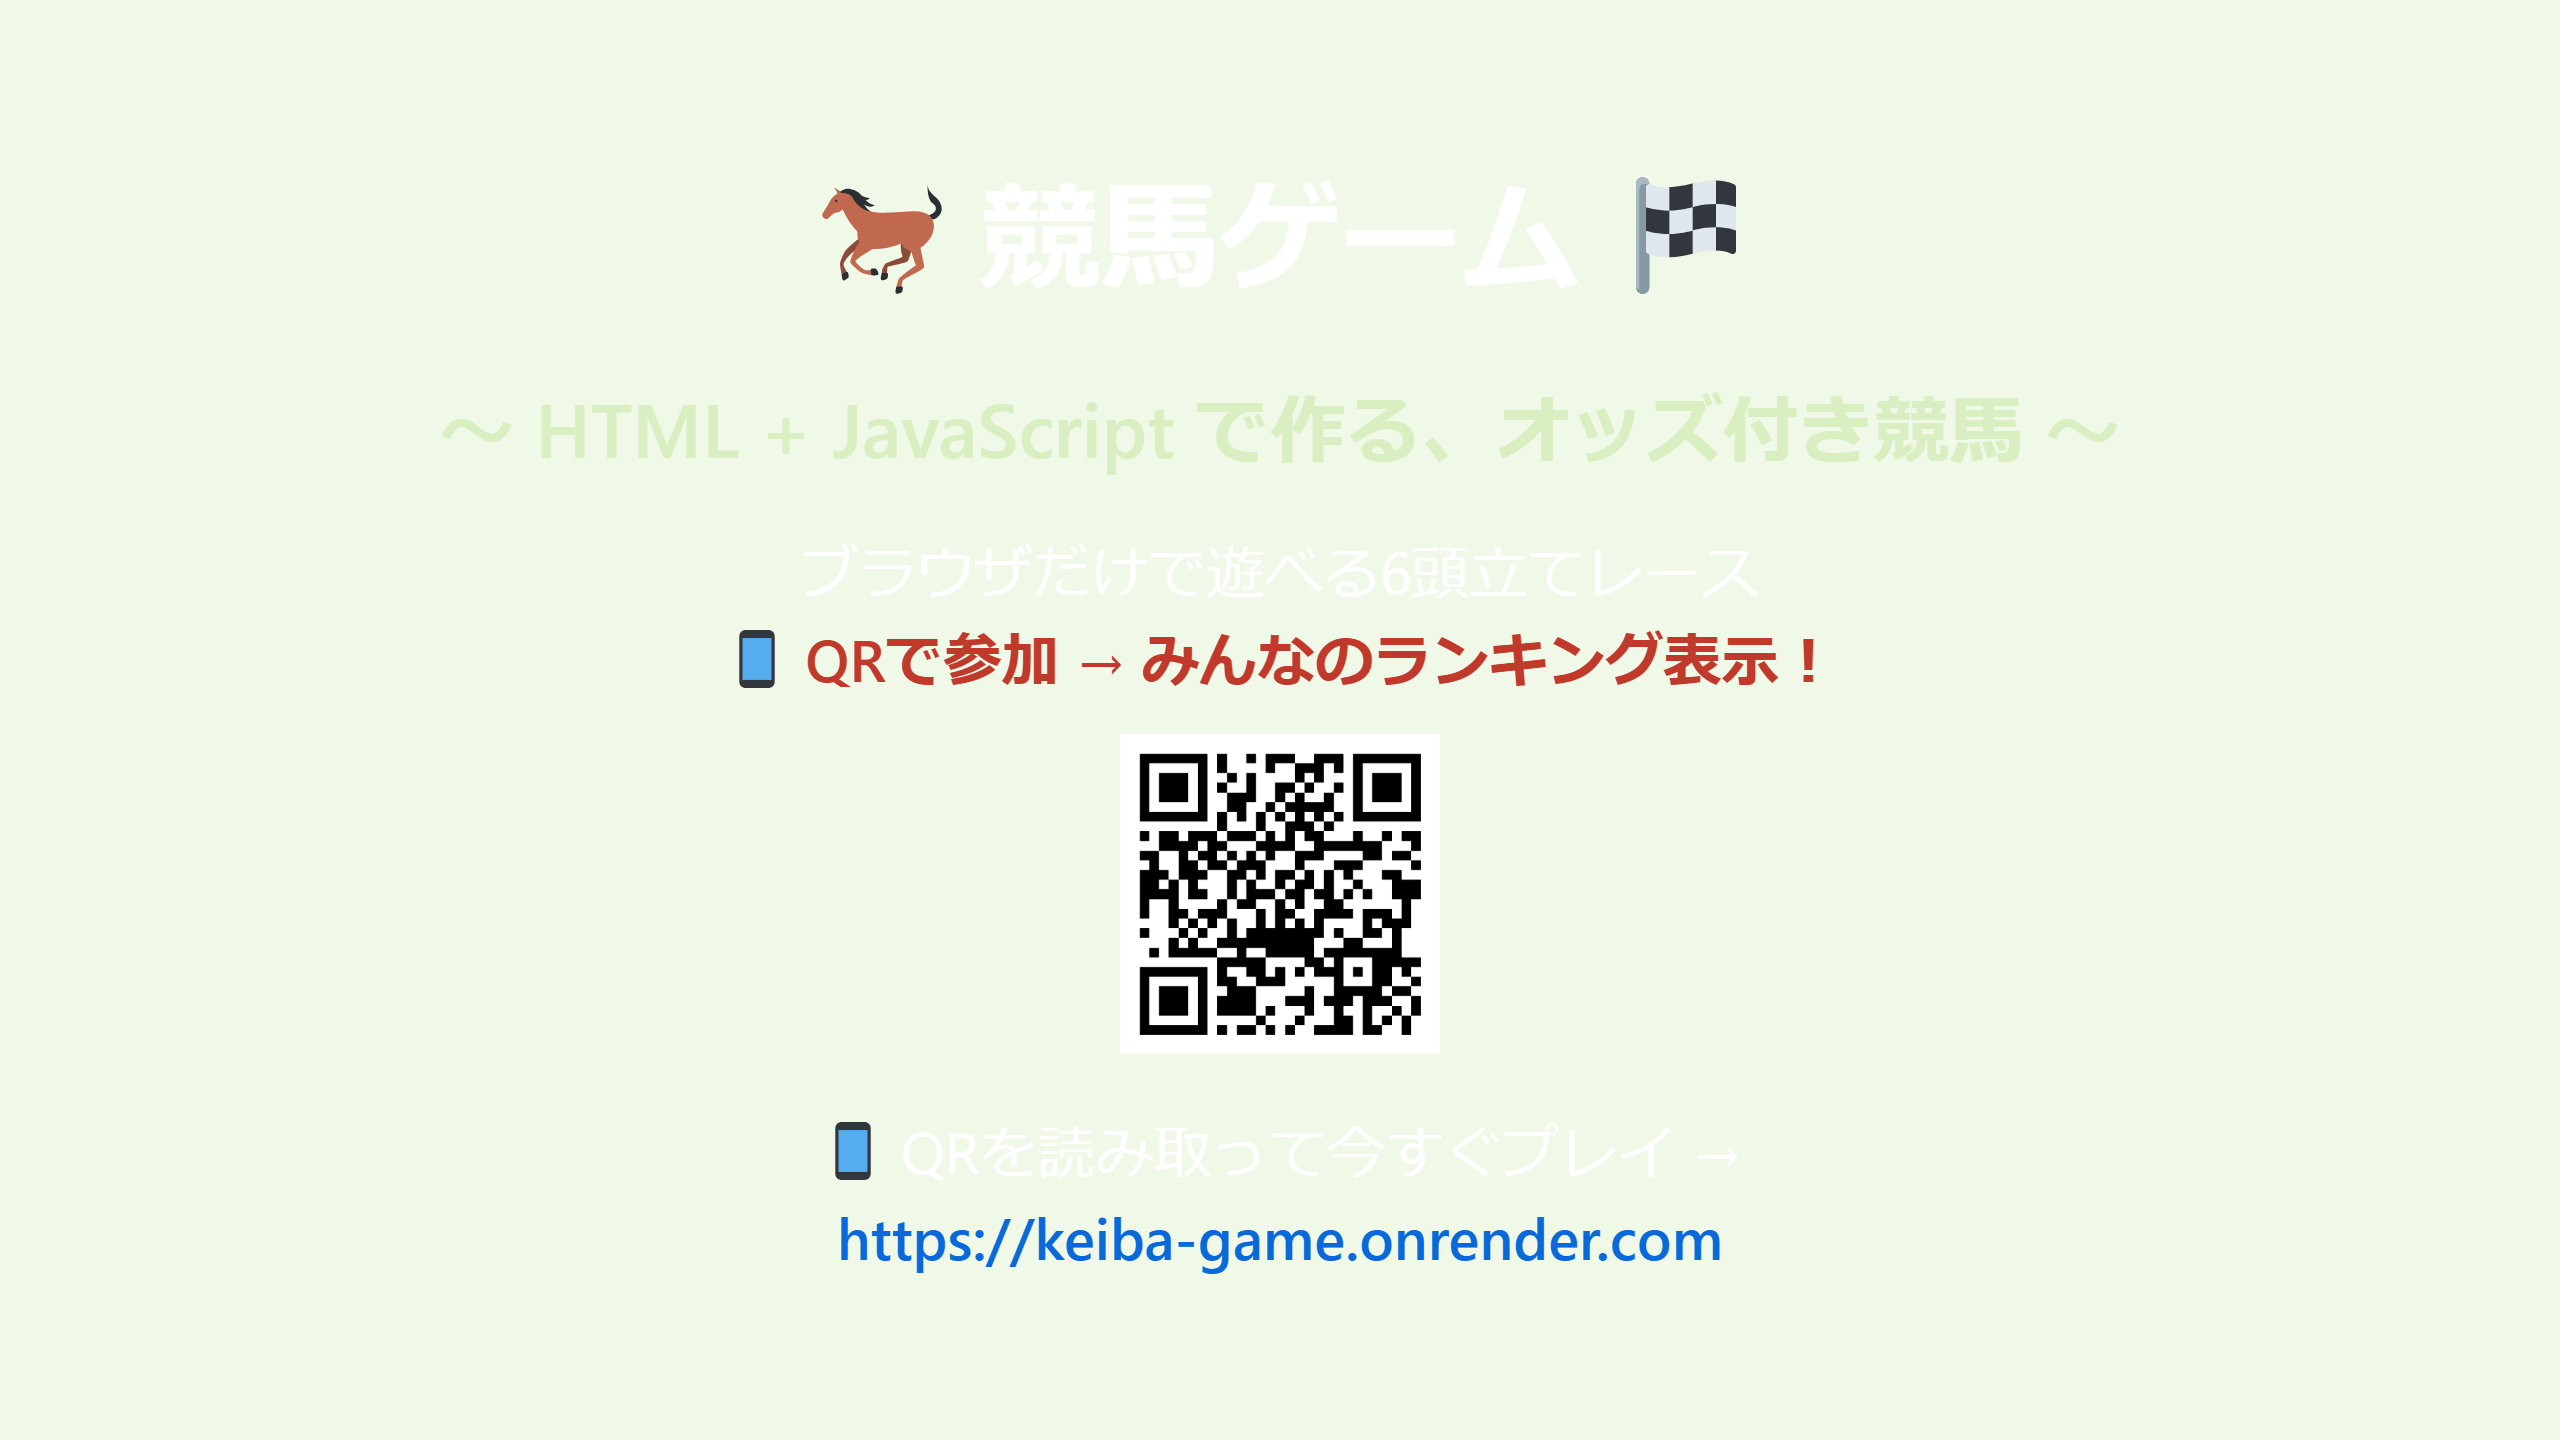 🐎 競馬ゲーム 🏁
～ HTML + JavaScript で作る、オッズ付き競馬 ～
ブラウザだけで遊べる6頭立てレース
📱 QRで参加 → みんなのランキング表示！
📱 QRを読み取って今すぐプレイ →
https://keiba-game.onrender.com